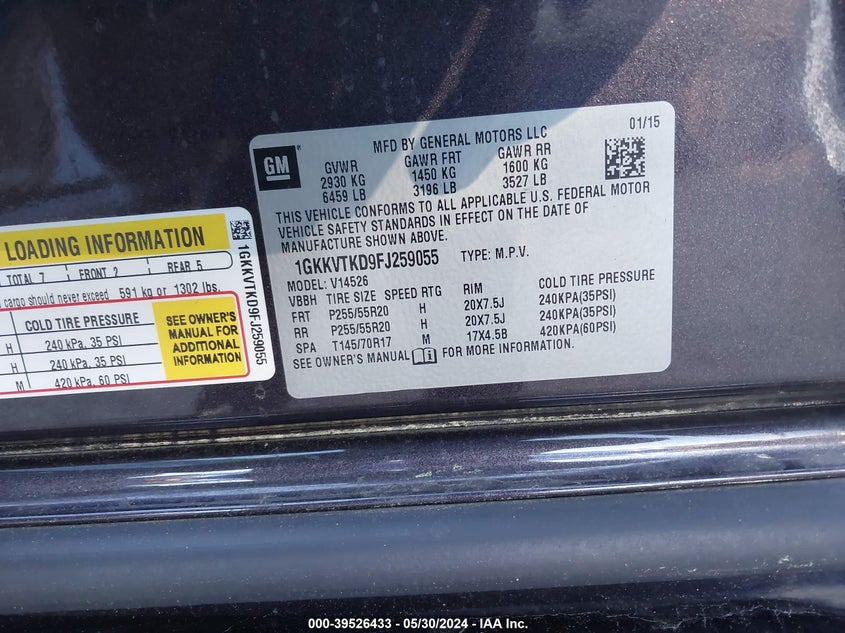 LOADING INFORMATION
TOTAL 7 FRONT 2 REAR 5
cargo should never exceed 591 kg or 1302 lbs.
COLD TIRE PRESSURE
H 240 kPa, 35 PSI
H 240 kPa, 35 PSI
M 420 kPa, 60 PSI
SEE OWNER'S
MANUAL FOR
ADDITIONAL
INFORMATION
1GKKVTKD9FJ259055
GM
MFD BY GENERAL MOTORS LLC
01/15
GVWR GAWR FRT GAWR RR
2930 KG 1450 KG 1600 KG
6459 LB 3196 LB 3527 LB
THIS VEHICLE CONFORMS TO ALL APPLICABLE U.S. FEDERAL MOTOR
VEHICLE SAFETY STANDARDS IN EFFECT ON THE DATE OF
MANUFACTURE SHOWN ABOVE.
1GKKVTKD9FJ259055 TYPE: M.P.V.
MODEL: V14526
VBBH TIRE SIZE SPEED RTG RIM COLD TIRE PRESSURE
FRT P255/55R20 H 20X7.5J 240KPA(35PSI)
RR P255/55R20 H 20X7.5J 240KPA(35PSI)
SPA T145/70R17 M 17X4.5B 420KPA(60PSI)
SEE OWNER'S MANUAL FOR MORE INFORMATION.
000-39526433 - 05/30/2024 - IAA Inc.